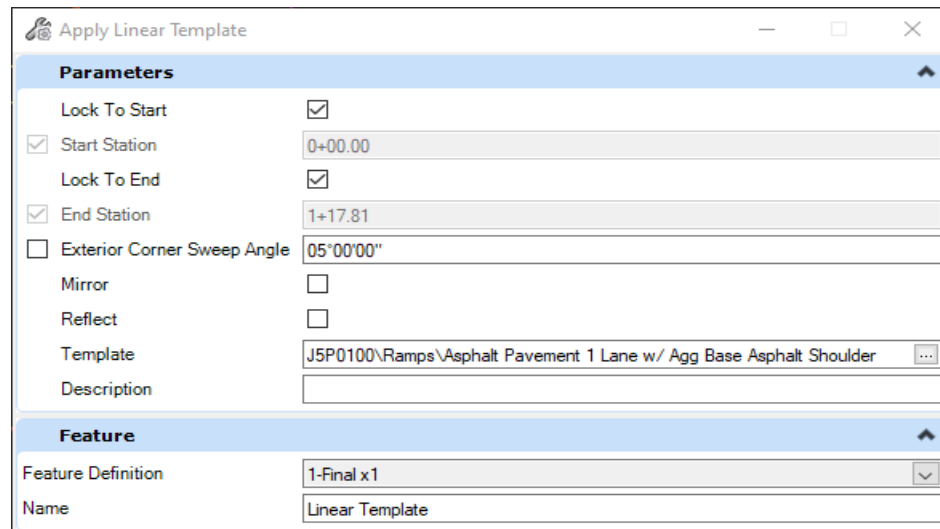 Apply Linear Template
Parameters
Lock To Start
Start Station 0+00.00
Lock To End
End Station 1+17.81
Exterior Corner Sweep Angle 05°00'00"
Mirror
Reflect
Template J5P0100\Ramps\Asphalt Pavement 1 Lane w/ Agg Base Asphalt Shoulder ...
Description
Feature
Feature Definition 1-Final x1
Name Linear Template